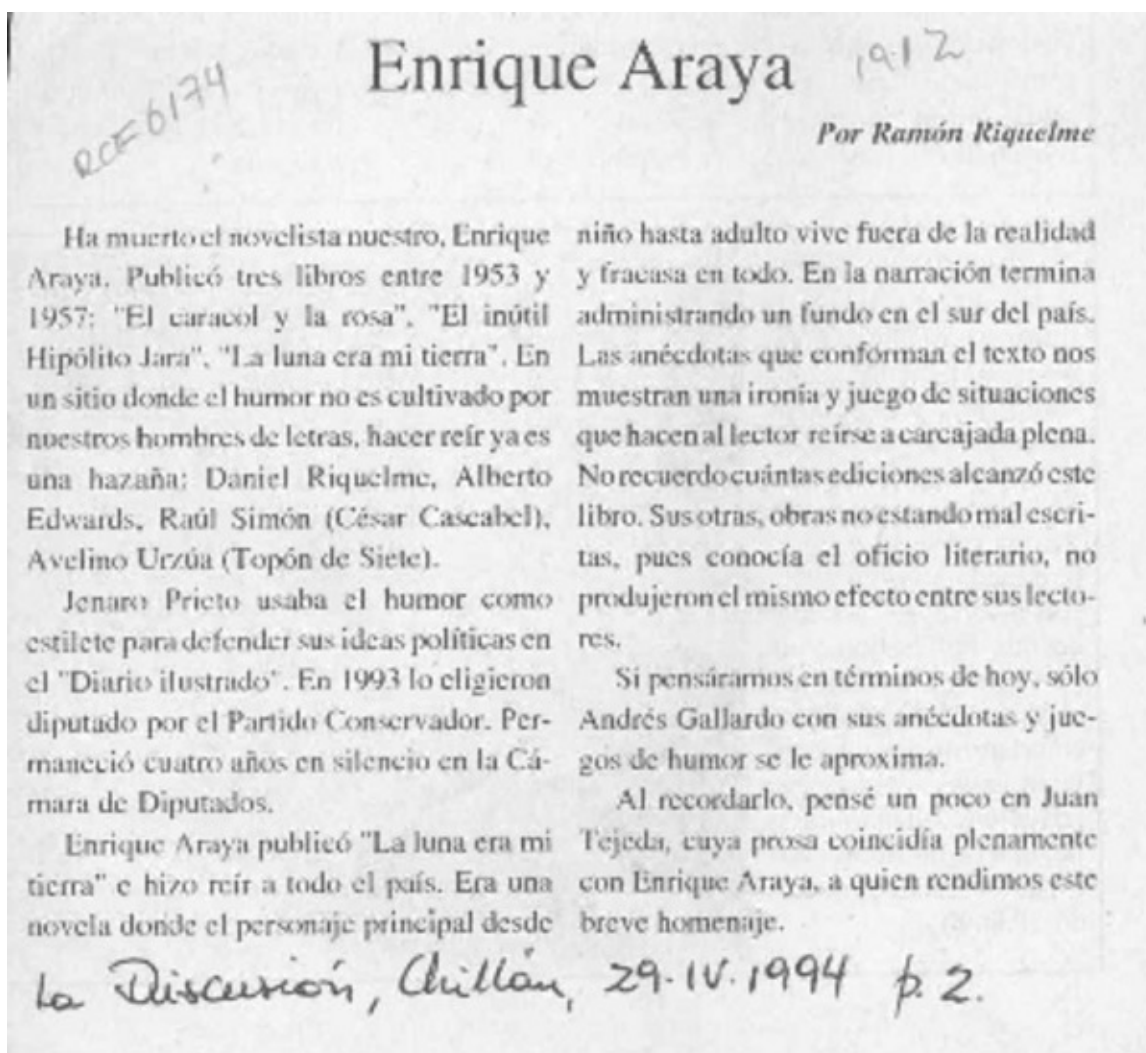 Enrique Araya
1912
RCE 6174
Por Ramón Riquelme
Ha muerto el novelista nuestro, Enrique
Araya. Publicó tres libros entre 1953 y
1957: "El caracol y la rosa", "El inútil
Hipólito Jara", "La luna era mi tierra". En
un sitio donde el humor no es cultivado por
nuestros hombres de letras, hacer reír ya es
una hazaña: Daniel Riquelme, Alberto
Edwards, Raúl Simón (César Cascabel),
Avelino Urzúa (Topón de Siete).
Jenaro Prieto usaba el humor como
estilete para defender sus ideas políticas en
el "Diario ilustrado". En 1993 lo eligieron
diputado por el Partido Conservador. Per-
maneció cuatro años en silencio en la Cá-
mara de Diputados.
Enrique Araya publicó "La luna era mi
tierra" e hizo reír a todo el país. Era una
novela donde el personaje principal desde
niño hasta adulto vive fuera de la realidad
y fracasa en todo. En la narración termina
administrando un fundo en el sur del país.
Las anécdotas que conforman el texto nos
muestran una ironía y juego de situaciones
que hacen al lector reírse a carcajada plena.
No recuerdo cuántas ediciones alcanzó este
libro. Sus otras, obras no estando mal escri-
tas, pues conocía el oficio literario, no
produjeron el mismo efecto entre sus lecto-
res.
Si pensáramos en términos de hoy, sólo
Andrés Gallardo con sus anécdotas y jue-
gos de humor se le aproxima.
Al recordarlo, pensé un poco en Juan
Tejeda, cuya prosa coincidía plenamente
con Enrique Araya, a quien rendimos este
breve homenaje.
La Discusión, Chillán, 29-IV-1994 p. 2.